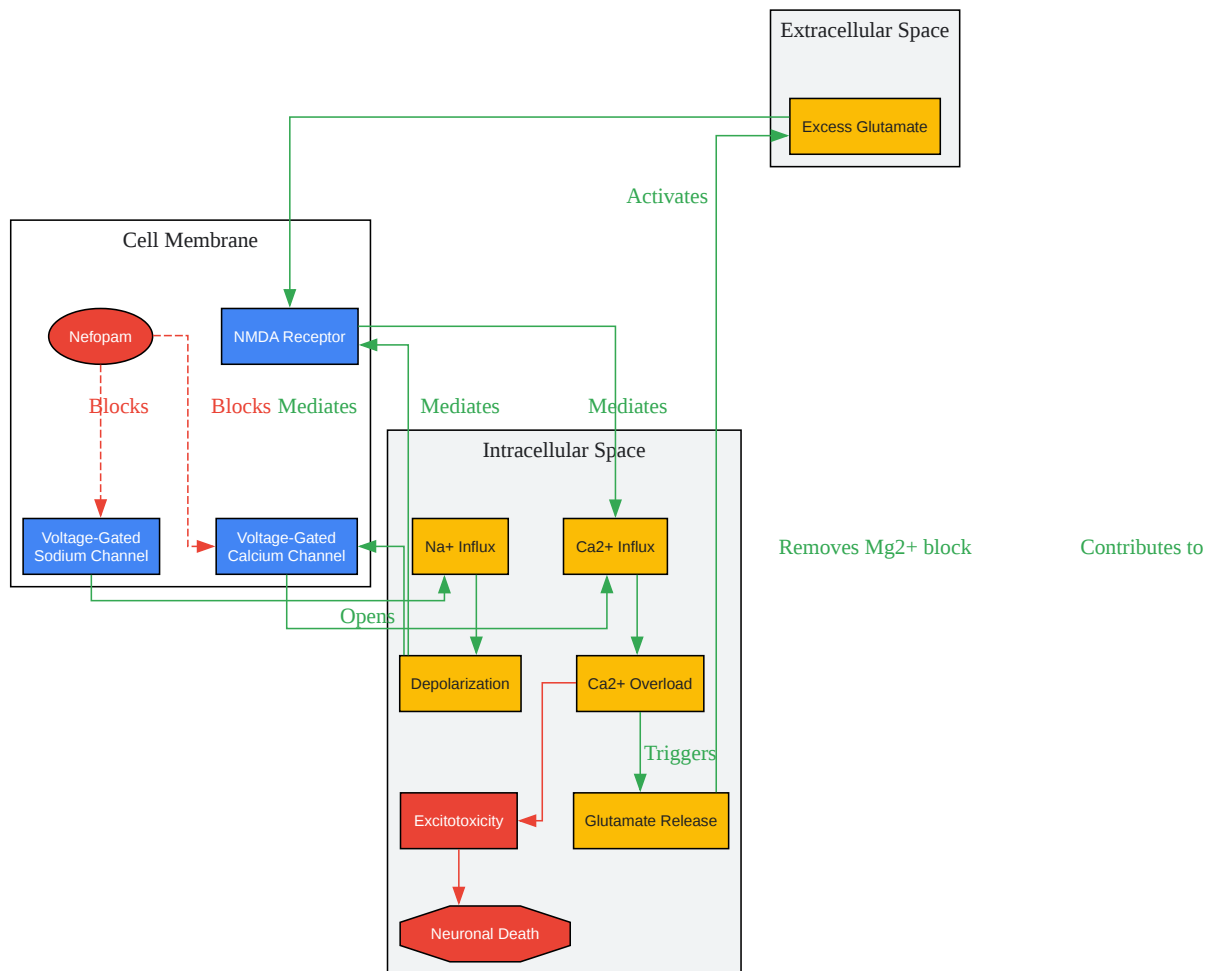 Extracellular Space
Excess Glutamate
Activates
Cell Membrane
Nefopam
NMDA Receptor
Blocks
Blocks
Mediates
Mediates
Mediates
Intracellular Space
Voltage-Gated
Sodium Channel
Voltage-Gated
Calcium Channel
Na+ Influx
Ca2+ Influx
Removes Mg2+ block
Contributes to
Opens
Depolarization
Ca2+ Overload
Triggers
Excitotoxicity
Glutamate Release
Neuronal Death